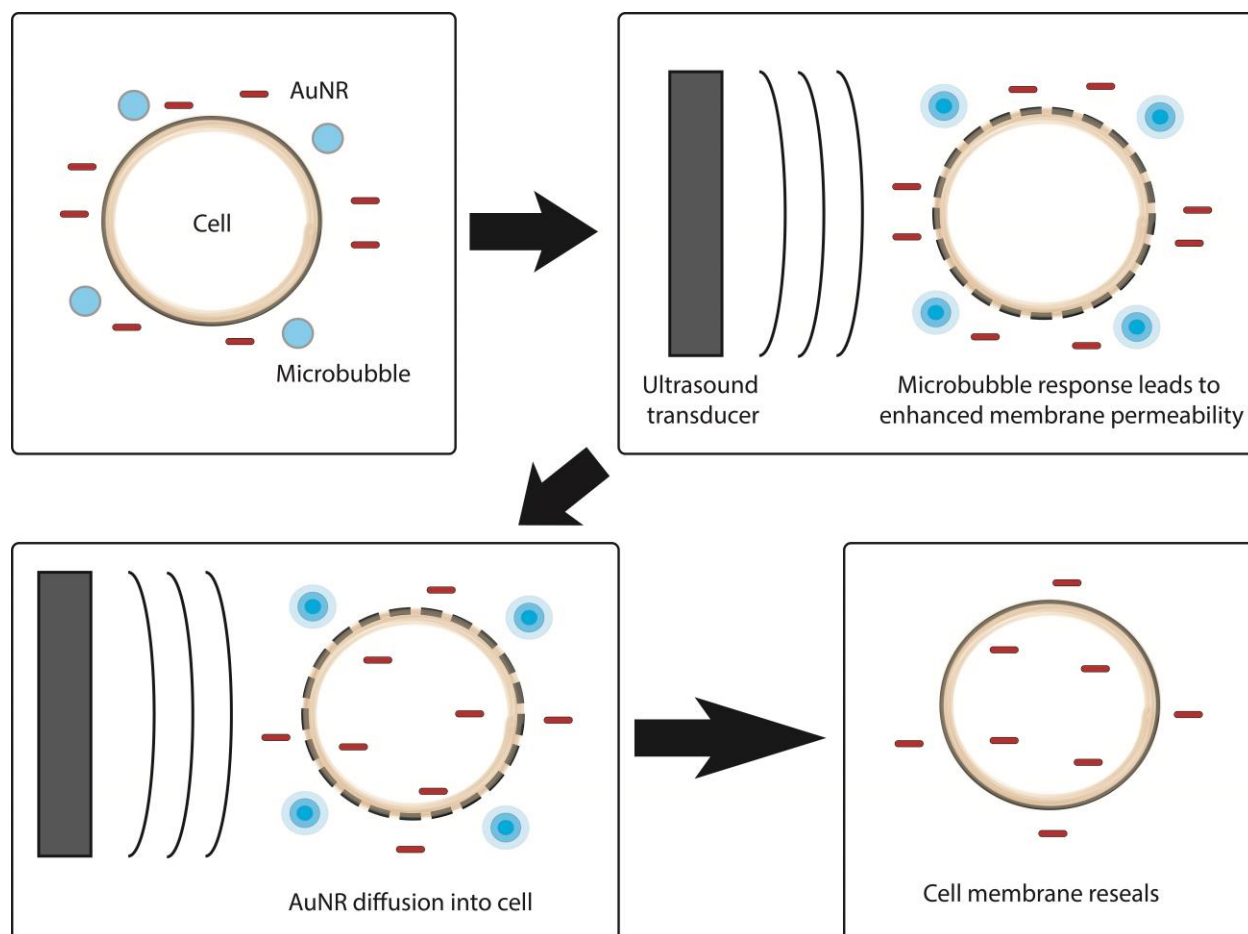 AuNR
Cell
Microbubble
Ultrasound
transducer
Microbubble response leads to
enhanced membrane permeability
AuNR diffusion into cell
Cell membrane reseals